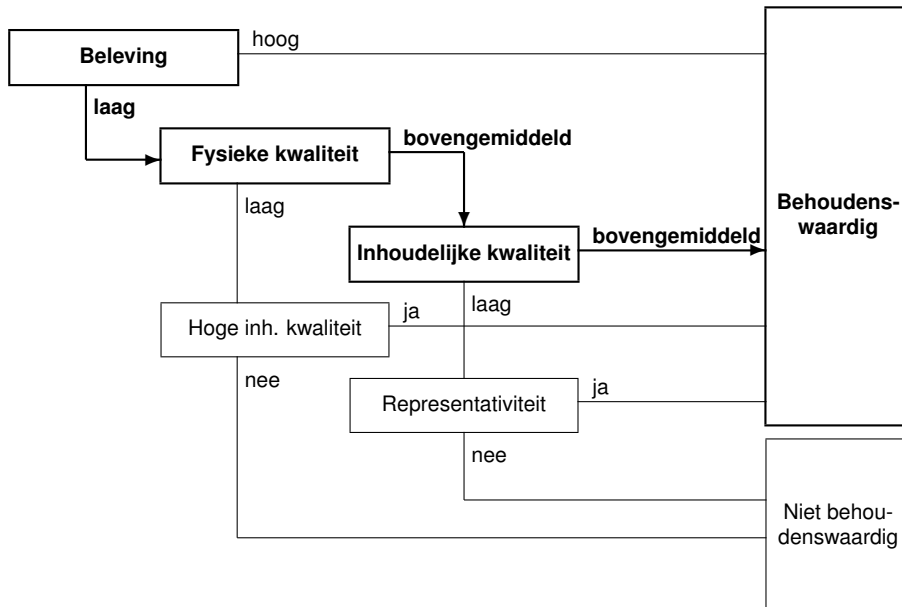 hoog
Beleving
laag
bovengemiddeld
Fysieke kwaliteit
laag
Behoudens-
waardig
bovengemiddeld
Inhoudelijke kwaliteit
laag
ja
Hoge inh. kwaliteit
nee
ja
Representativiteit
nee
Niet behou-
denswaardig